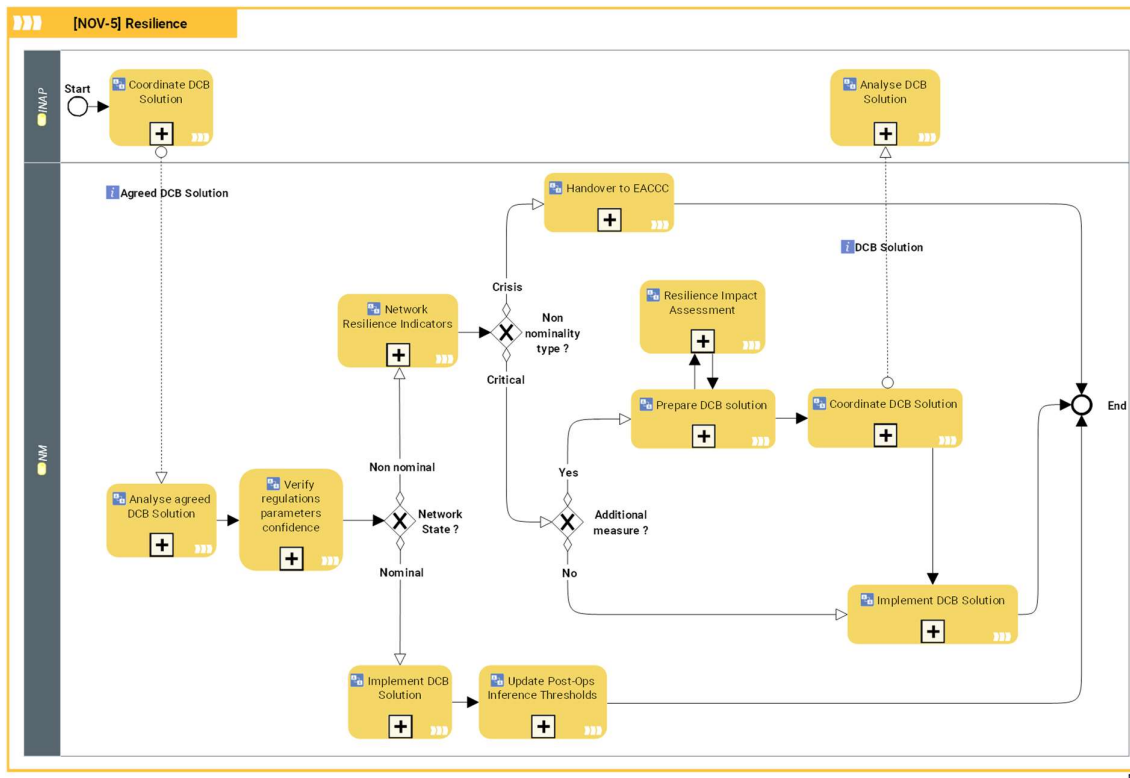 [NOV-5] Resilience
INAP
Start
Coordinate DCB
Solution
Analyse DCB
Solution
NM
Agreed DCB Solution
Handover to EACCC
DCB Solution
Crisis
Network
Resilience Indicators
Non
nominality
type ?
Resilience Impact
Assessment
Critical
Prepare DCB solution
Coordinate DCB Solution
End
Non nominal
Yes
Analyse agreed
DCB Solution
Verify
regulations
parameters
confidence
Network
State ?
Additional
measure ?
Nominal
No
Implement DCB Solution
Implement DCB
Solution
Update Post-Ops
Inference Thresholds